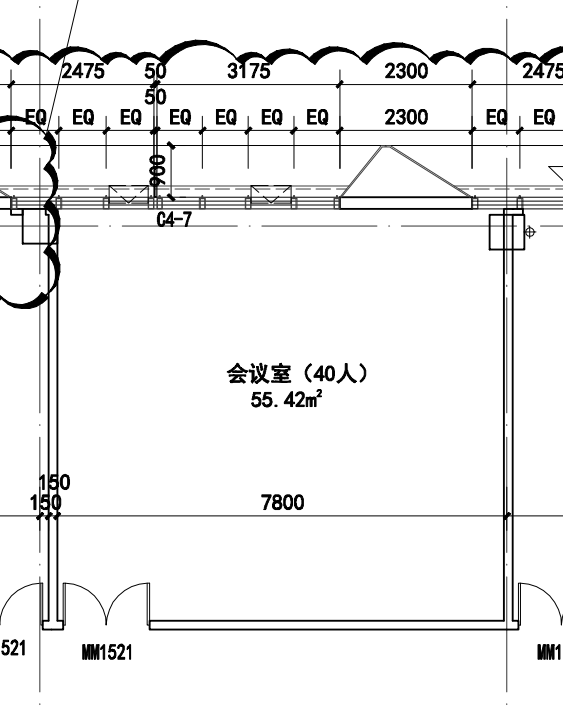 2475 50 3175 2300 2475
50
EQ EQ EQ EQ EQ EQ EQ 2300 EQ EQ
900
C4-7
会议室（40人）
55.42㎡
150
150 7800
521 MM1521 MM1